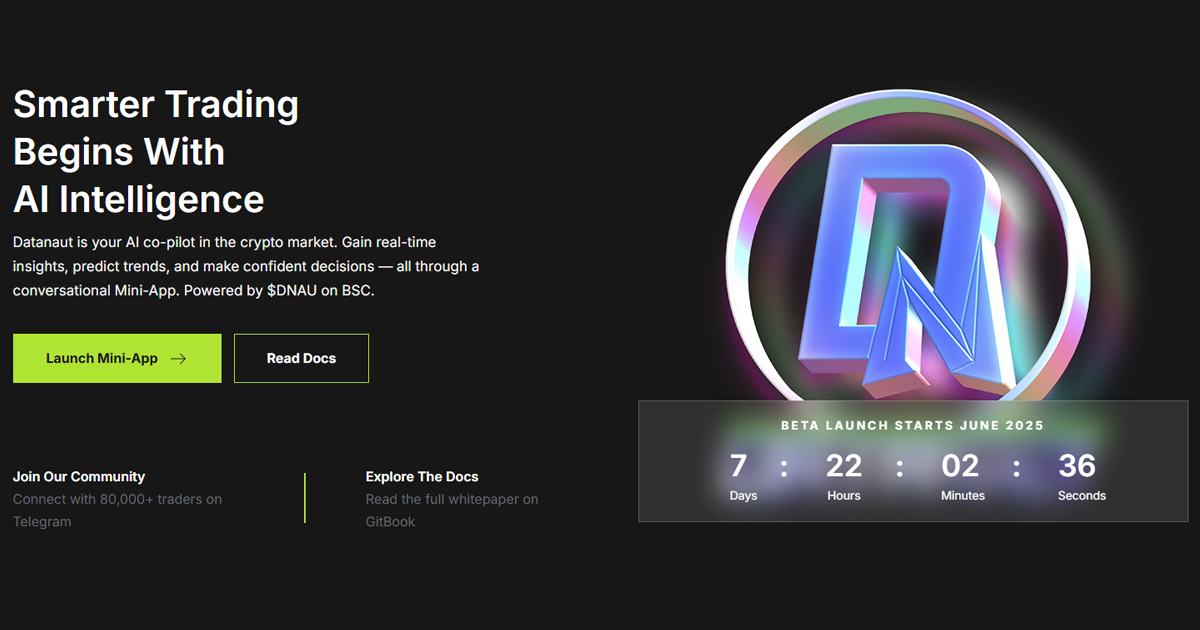 Smarter Trading
Begins With
AI Intelligence
Datanaut is your AI co-pilot in the crypto market. Gain real-time
insights, predict trends, and make confident decisions — all through a
conversational Mini-App. Powered by $DNAU on BSC.
Launch Mini-App →
Read Docs
Join Our Community
Connect with 80,000+ traders on
Telegram
Explore The Docs
Read the full whitepaper on
GitBook
BETA LAUNCH STARTS JUNE 2025
7 : 22 : 02 : 36
Days Hours Minutes Seconds